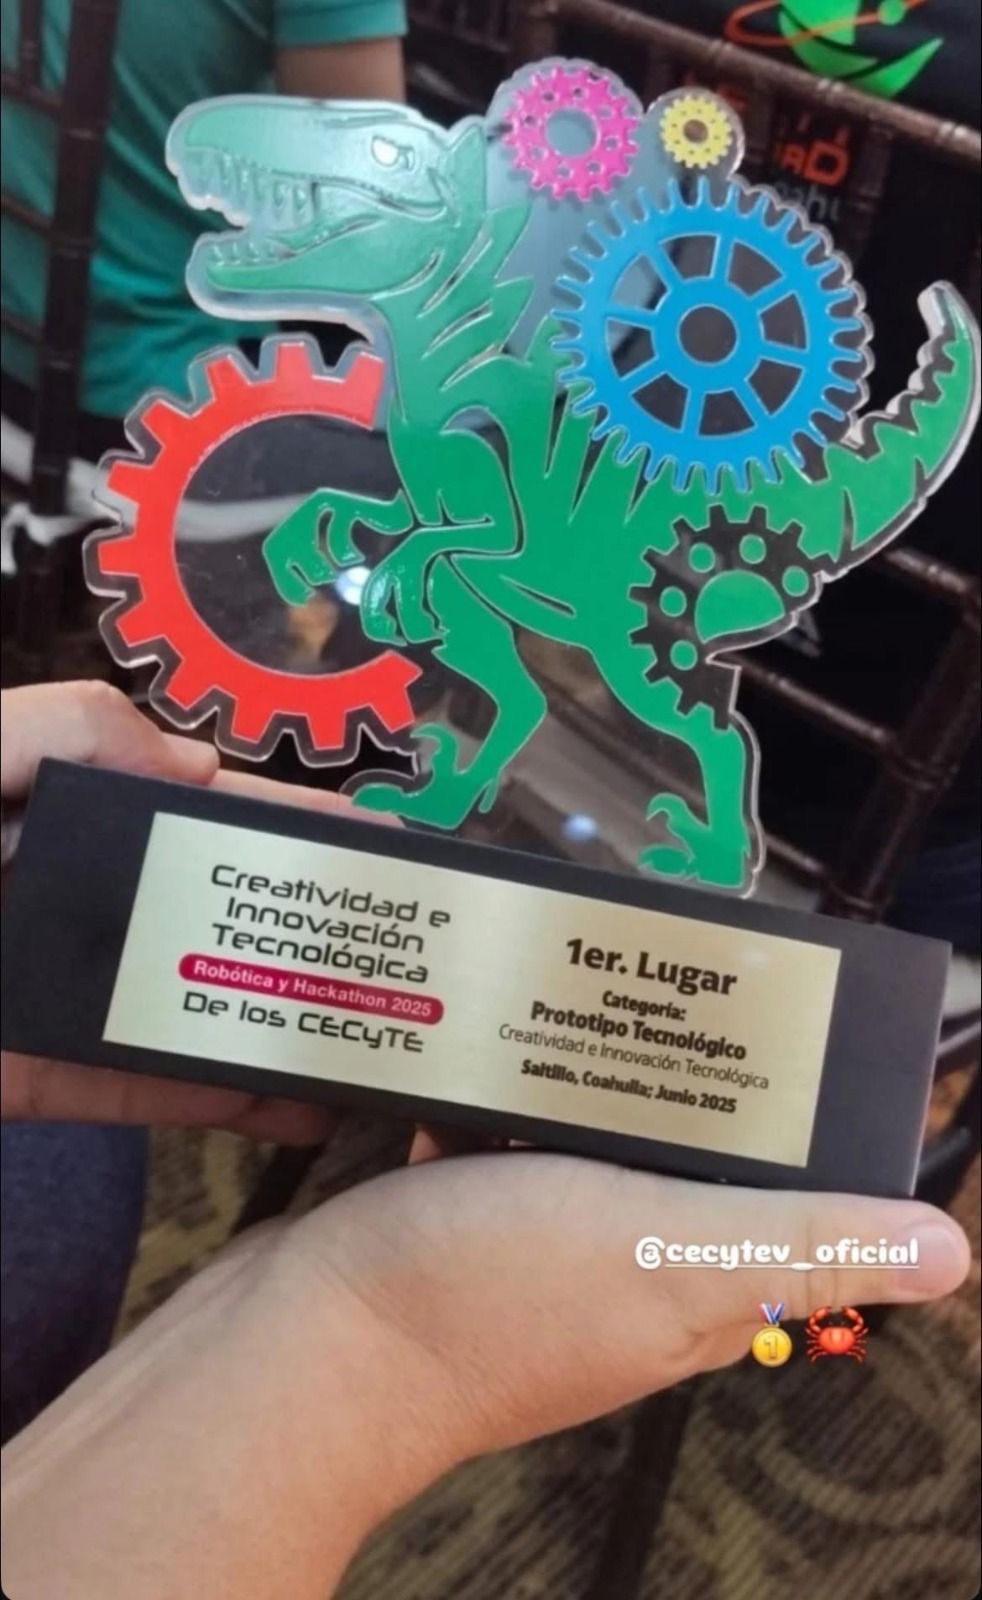 Creatividad e
Innovación
Tecnológica
Robótica y Hackathon 2025
De los CECyTE
1er. Lugar
Categoría:
Prototipo Tecnológico
Creatividad e Innovación Tecnológica
Saltillo, Coahuila; Junio 2025
@cecytev_oficial